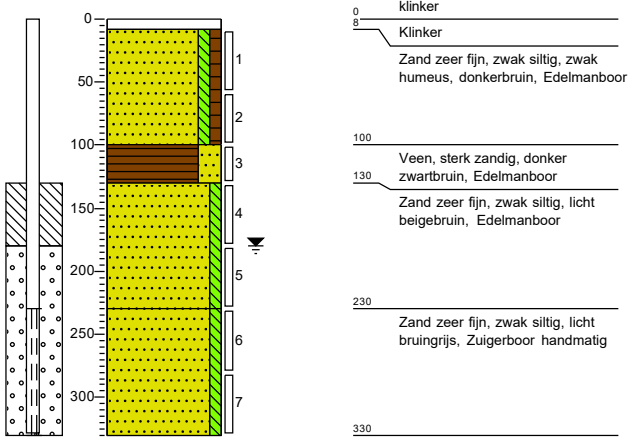 0
50
100
150
200
250
300
1
2
3
4
5
6
7
klinker
0
8
Klinker
Zand zeer fijn, zwak siltig, zwak
humeus, donkerbruin, Edelmanboor
100
Veen, sterk zandig, donker
zwartbruin, Edelmanboor
130
Zand zeer fijn, zwak siltig, licht
beigebruin, Edelmanboor
230
Zand zeer fijn, zwak siltig, licht
bruingrijs, Zuigerboor handmatig
330